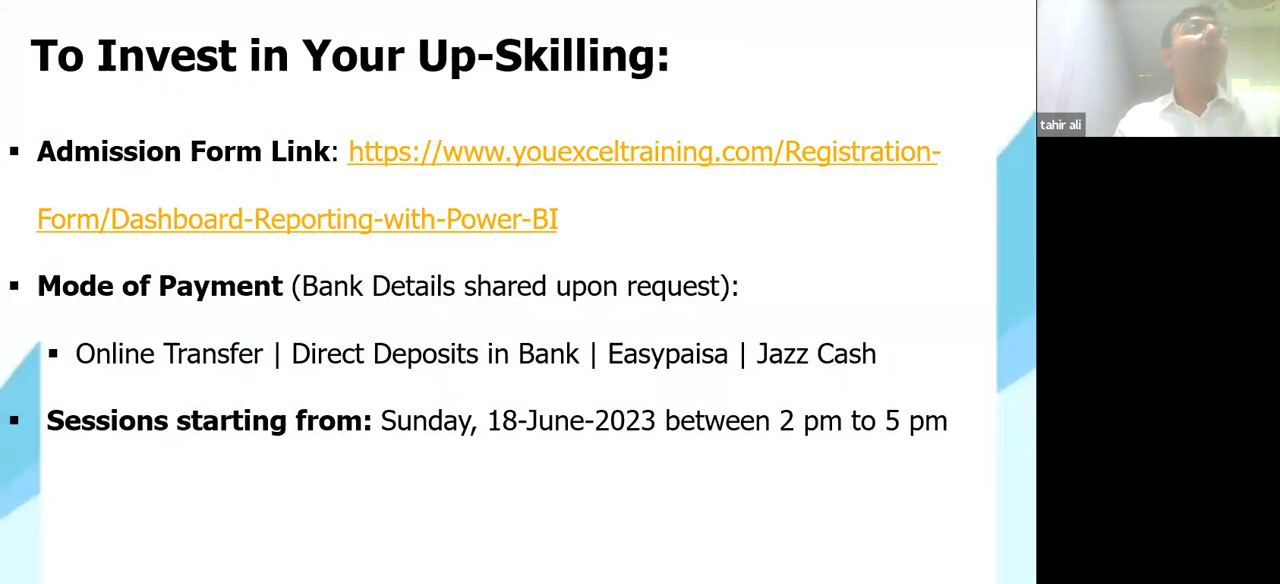 To Invest in Your Up-Skilling:
▪ Admission Form Link: https://www.youexceltraining.com/Registration-
Form/Dashboard-Reporting-with-Power-BI
▪ Mode of Payment (Bank Details shared upon request):
▪ Online Transfer | Direct Deposits in Bank | Easypaisa | Jazz Cash
▪ Sessions starting from: Sunday, 18-June-2023 between 2 pm to 5 pm
tahir ali